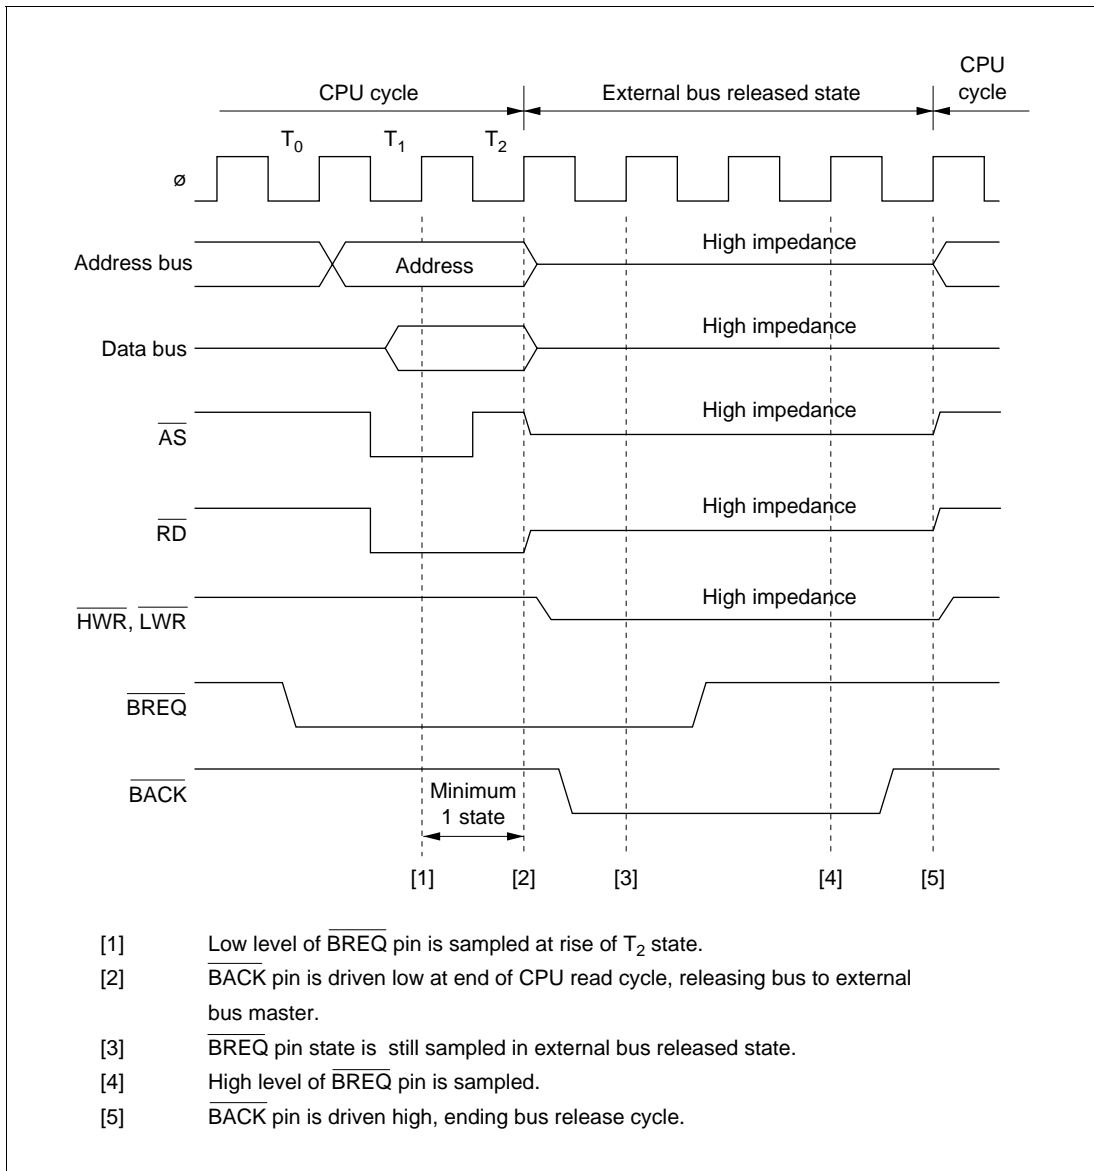 CPU cycle
External bus released state
CPU
cycle
T0
T1
T2
ø
Address bus
Address
High impedance
Data bus
High impedance
AS
High impedance
RD
High impedance
HWR, LWR
High impedance
BREQ
BACK
Minimum
1 state
[1]
[2]
[3]
[4]
[5]
[1] Low level of BREQ pin is sampled at rise of T2 state.
[2] BACK pin is driven low at end of CPU read cycle, releasing bus to external
bus master.
[3] BREQ pin state is still sampled in external bus released state.
[4] High level of BREQ pin is sampled.
[5] BACK pin is driven high, ending bus release cycle.